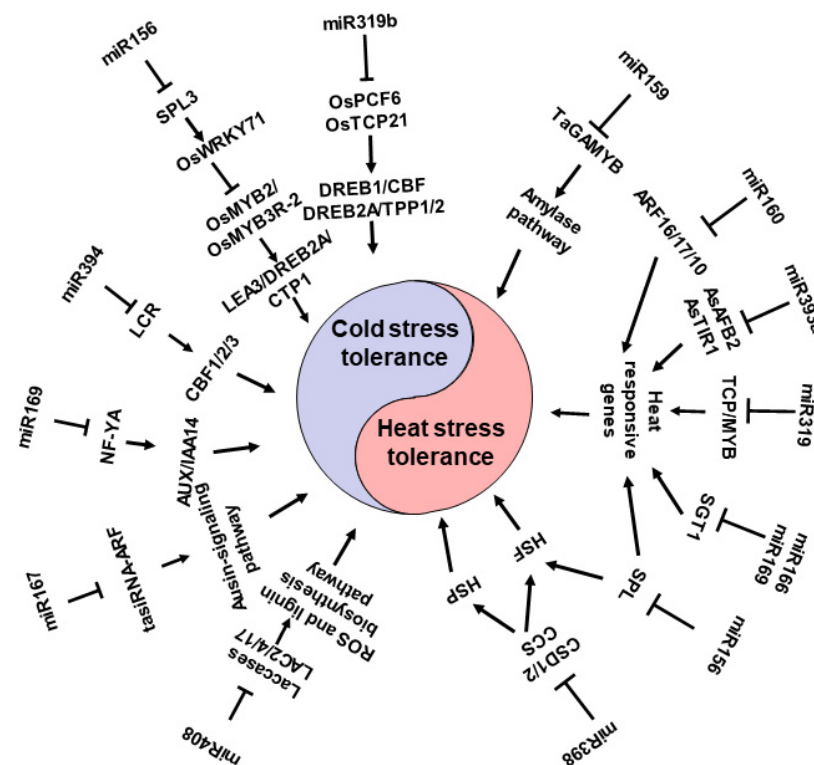 miR156
SPL3
OsWRKY71
OsMYB2/
OsMYB3R-2
LEA3/DREB2A/
CTP1
miR319b
OsPCF6
OsTCP21
DREB1/CBF
DREB2A/TPP1/2
miR159
TaGAMYB
Amylase
pathway
miR160
ARF16/17/10
AsAFB2
AsTIR1
miR319
TCP/MYB
Heat
responsive
genes
miR166
miR169
SGT1
miR156
SPL
HSF
HSP
CSD1/2
CCS
miR398
miR394
LCR
CBF1/2/3
miR169
NF-YA
AUX/IAA14
miR167
tasiRNA-ARF
Ausin-signaling
pathway
miR408
Laccases
LAC2/4/17
ROS and lignin
biosynthesis
pathway
Cold stress
tolerance
Heat stress
tolerance